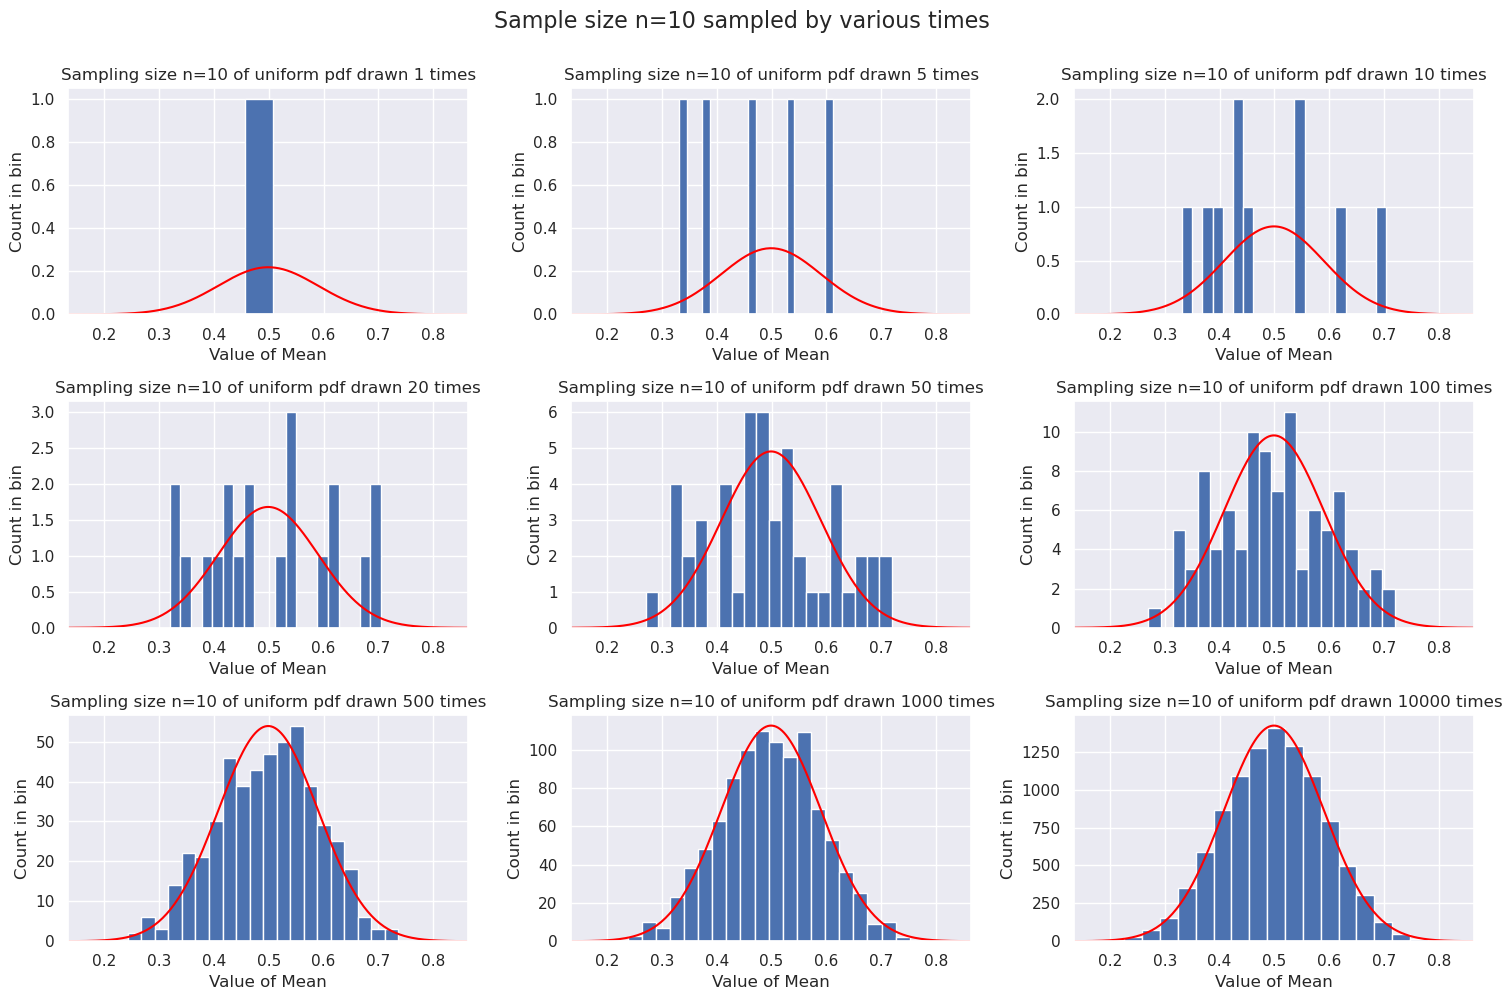 Sample size n=10 sampled by various times
Sampling size n=10 of uniform pdf drawn 1 times
Count in bin
1.0
0.8
0.6
0.4
0.2
0.0
0.2 0.3 0.4 0.5 0.6 0.7 0.8
Value of Mean
Sampling size n=10 of uniform pdf drawn 5 times
Count in bin
1.0
0.8
0.6
0.4
0.2
0.0
0.2 0.3 0.4 0.5 0.6 0.7 0.8
Value of Mean
Sampling size n=10 of uniform pdf drawn 10 times
Count in bin
2.0
1.5
1.0
0.5
0.0
0.2 0.3 0.4 0.5 0.6 0.7 0.8
Value of Mean
Sampling size n=10 of uniform pdf drawn 20 times
Count in bin
3.0
2.5
2.0
1.5
1.0
0.5
0.0
0.2 0.3 0.4 0.5 0.6 0.7 0.8
Value of Mean
Sampling size n=10 of uniform pdf drawn 50 times
Count in bin
6
5
4
3
2
1
0
0.2 0.3 0.4 0.5 0.6 0.7 0.8
Value of Mean
Sampling size n=10 of uniform pdf drawn 100 times
Count in bin
10
8
6
4
2
0
0.2 0.3 0.4 0.5 0.6 0.7 0.8
Value of Mean
Sampling size n=10 of uniform pdf drawn 500 times
Count in bin
50
40
30
20
10
0
0.2 0.3 0.4 0.5 0.6 0.7 0.8
Value of Mean
Sampling size n=10 of uniform pdf drawn 1000 times
Count in bin
100
80
60
40
20
0
0.2 0.3 0.4 0.5 0.6 0.7 0.8
Value of Mean
Sampling size n=10 of uniform pdf drawn 10000 times
Count in bin
1250
1000
750
500
250
0
0.2 0.3 0.4 0.5 0.6 0.7 0.8
Value of Mean